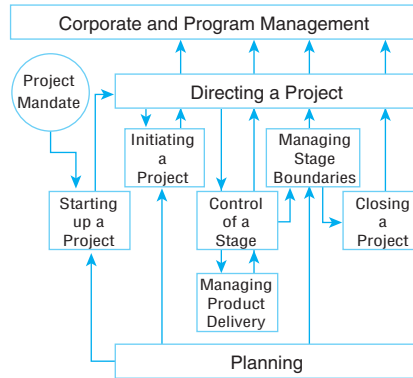 Corporate and Program Management
Project
Mandate
Directing a Project
Initiating
a
Project
Managing
Stage
Boundaries
Starting
up a
Project
Control
of a
Stage
Closing
a
Project
Managing
Product
Delivery
Planning